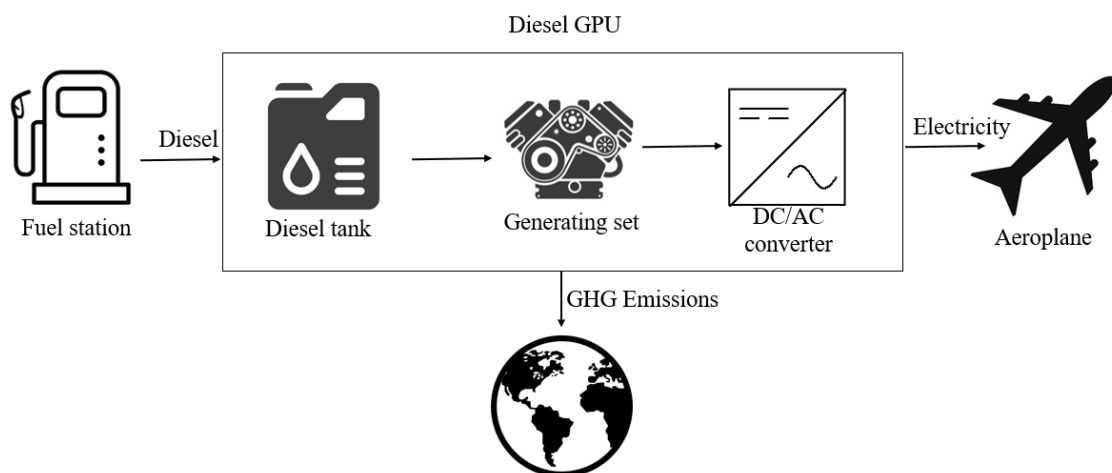 Diesel GPU
Diesel
Electricity
Fuel station
Diesel tank
Generating set
DC/AC
converter
Aeroplane
GHG Emissions